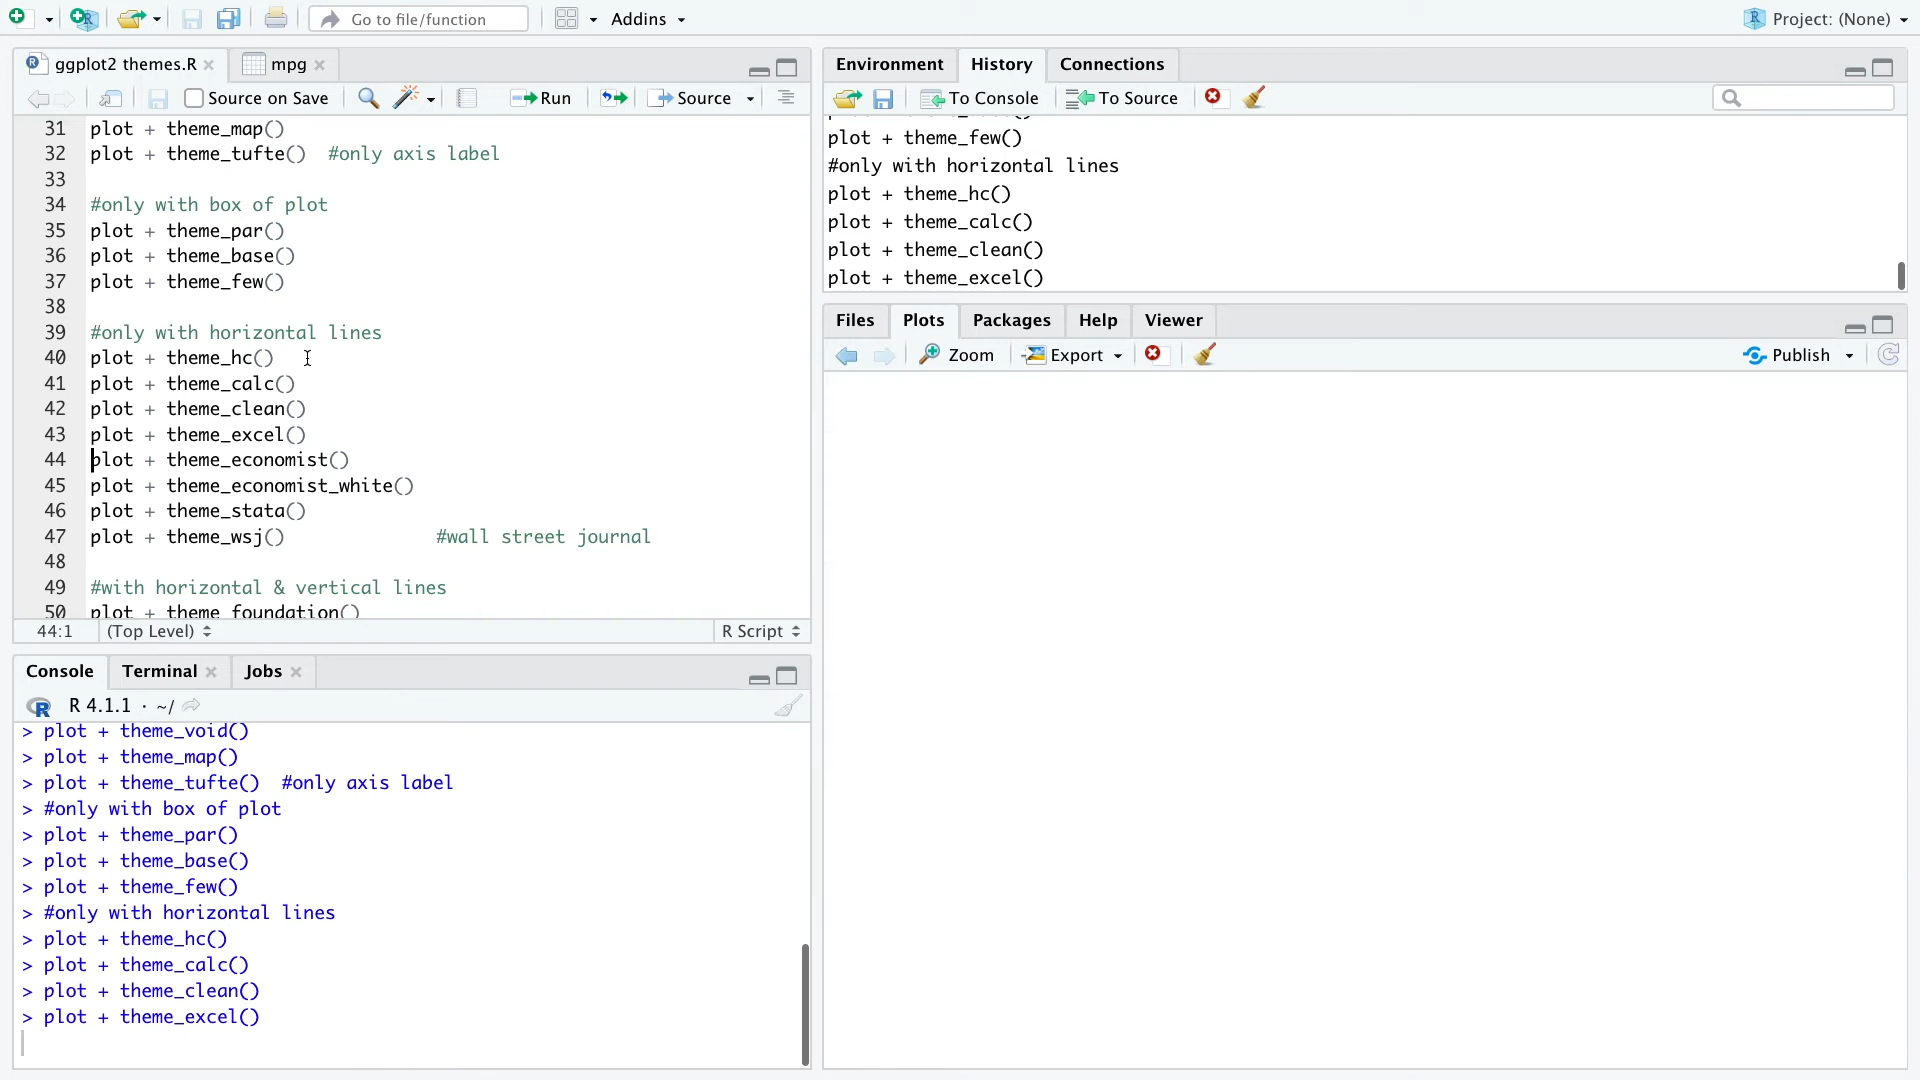 Go to file/function
Addins
Project: (None)
ggplot2 themes.R
mpg
Source on Save
Run
Source
31 plot + theme_map()
32 plot + theme_tufte()  #only axis label
33
34 #only with box of plot
35 plot + theme_par()
36 plot + theme_base()
37 plot + theme_few()
38
39 #only with horizontal lines
40 plot + theme_hc()
41 plot + theme_calc()
42 plot + theme_clean()
43 plot + theme_excel()
44 plot + theme_economist()
45 plot + theme_economist_white()
46 plot + theme_stata()
47 plot + theme_wsj()              #wall street journal
48
49 #with horizontal & vertical lines
50 plot + theme_foundation()
44:1
(Top Level)
R Script
Console
Terminal
Jobs
R 4.1.1 · ~/
> plot + theme_void()
> plot + theme_map()
> plot + theme_tufte()  #only axis label
> #only with box of plot
> plot + theme_par()
> plot + theme_base()
> plot + theme_few()
> #only with horizontal lines
> plot + theme_hc()
> plot + theme_calc()
> plot + theme_clean()
> plot + theme_excel()
Environment
History
Connections
To Console
To Source
plot + theme_few()
#only with horizontal lines
plot + theme_hc()
plot + theme_calc()
plot + theme_clean()
plot + theme_excel()
Files
Plots
Packages
Help
Viewer
Zoom
Export
Publish